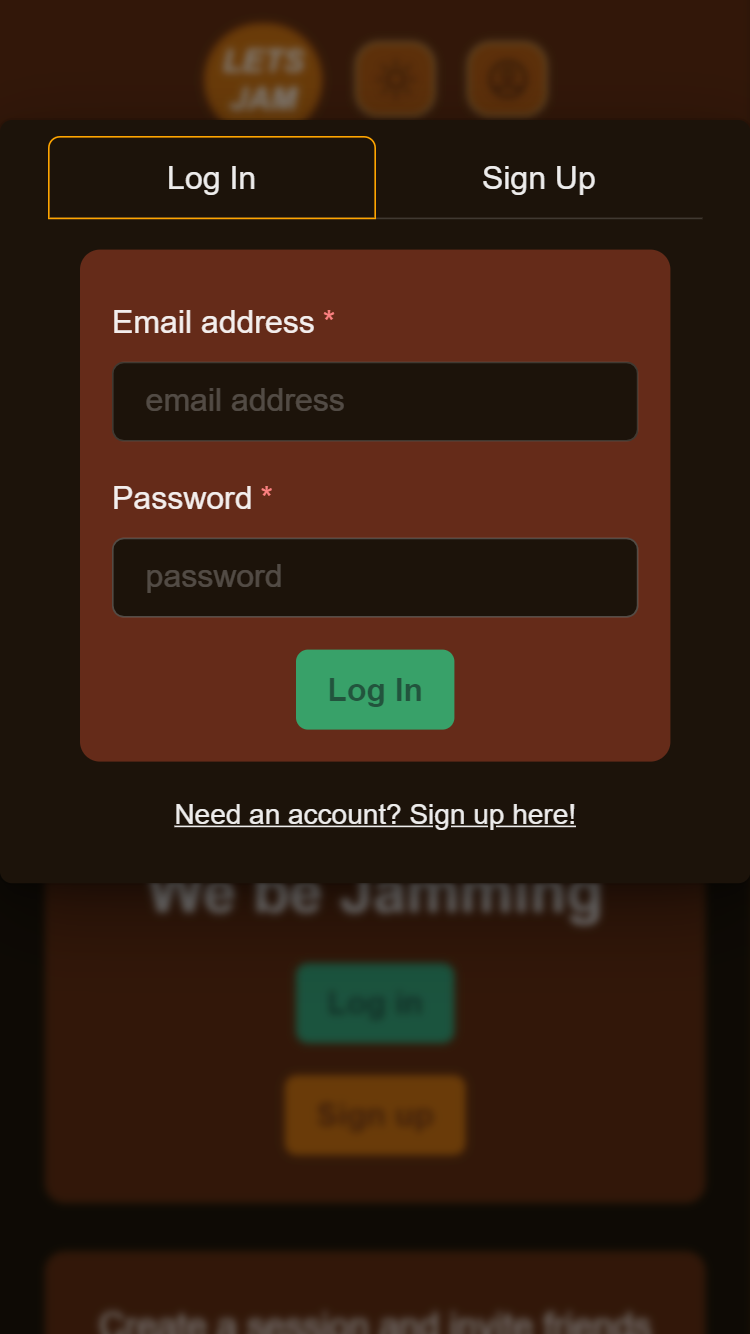 LETS
JAM
Log In
Sign Up
Email address *
email address
Password *
password
Log In
Need an account? Sign up here!
We be Jamming
Log in
Sign up
Create a session and invite friends